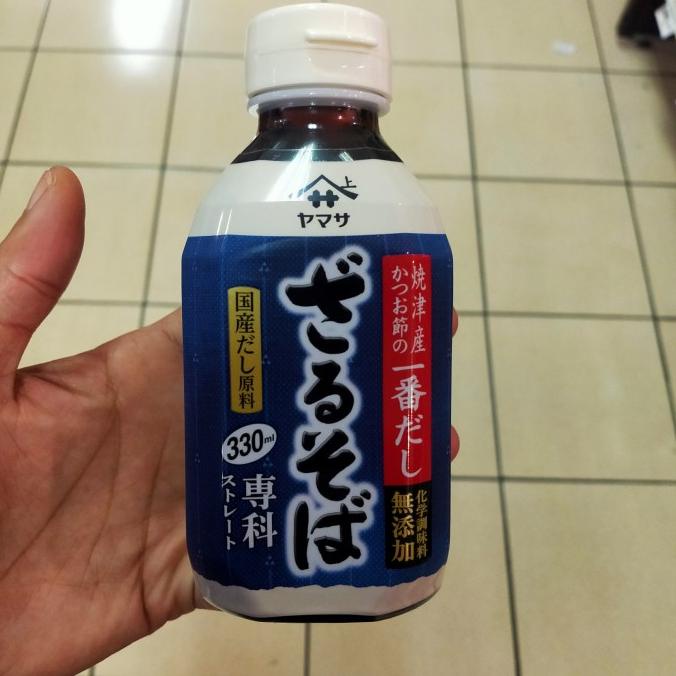 上
ヤマサ
焼津産
かつお節の
一番だし
化学調味料
無添加
ざるそば
国産だし原料
330ml
専科
ストレート